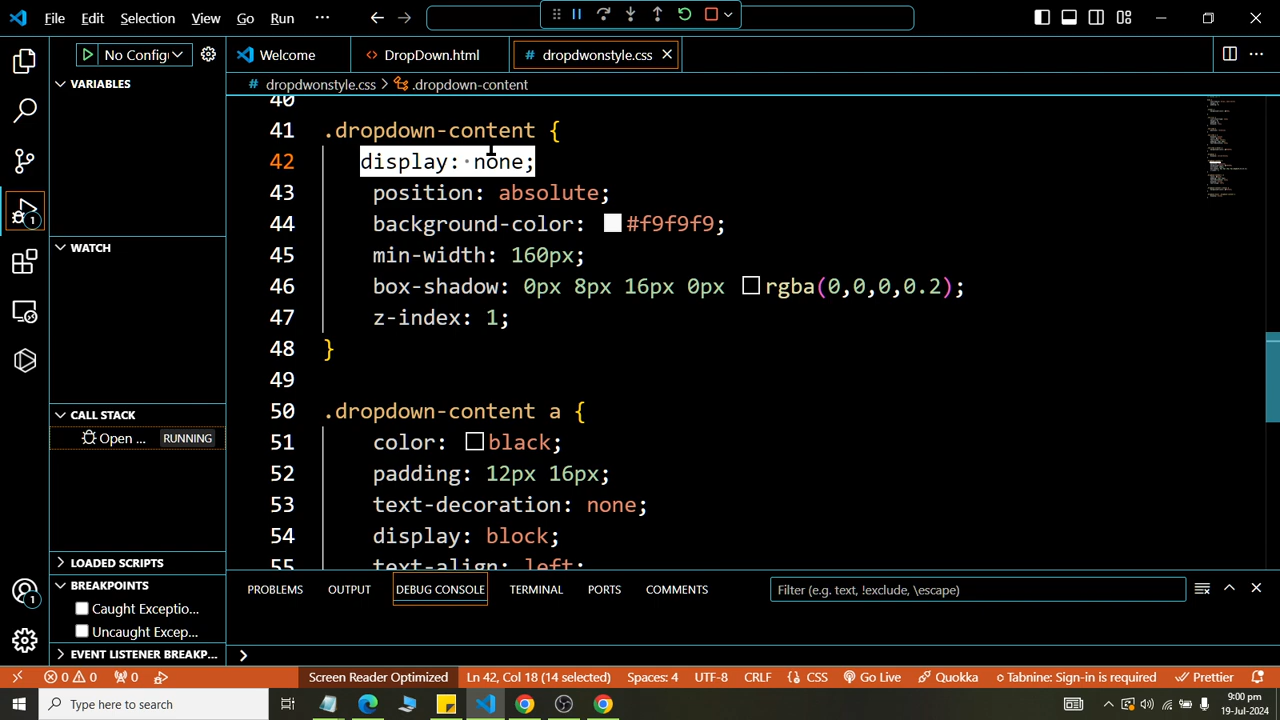 File Edit Selection View Go Run ...
No Config
Welcome DropDown.html # dropdwonstyle.css
# dropdwonstyle.css > .dropdown-content
VARIABLES
WATCH
CALL STACK
Open ... RUNNING
LOADED SCRIPTS
BREAKPOINTS
Caught Exceptio...
Uncaught Excep...
EVENT LISTENER BREAKP...
40
41 .dropdown-content {
42 display: none;
43 position: absolute;
44 background-color: #f9f9f9;
45 min-width: 160px;
46 box-shadow: 0px 8px 16px 0px rgba(0,0,0,0.2);
47 z-index: 1;
48 }
49
50 .dropdown-content a {
51 color: black;
52 padding: 12px 16px;
53 text-decoration: none;
54 display: block;
55 text-align: left;
PROBLEMS OUTPUT DEBUG CONSOLE TERMINAL PORTS COMMENTS Filter (e.g. text, !exclude, \escape)
1
1
0 0 0 Screen Reader Optimized Ln 42, Col 18 (14 selected) Spaces: 4 UTF-8 CRLF {} CSS Go Live Quokka Tabnine: Sign-in is required Prettier
Type here to search
9:00 pm
19-Jul-2024